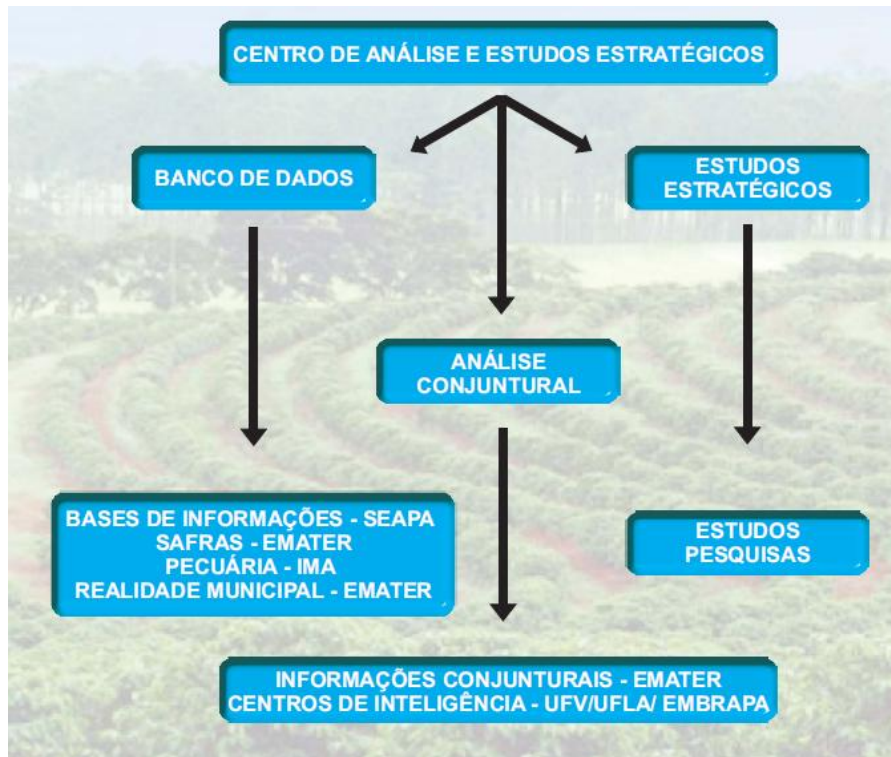 CENTRO DE ANÁLISE E ESTUDOS ESTRATÉGICOS
BANCO DE DADOS
ESTUDOS
ESTRATÉGICOS
ANÁLISE
CONJUNTURAL
BASES DE INFORMAÇÕES - SEAPA
SAFRAS - EMATER
PECUÁRIA - IMA
REALIDADE MUNICIPAL - EMATER
ESTUDOS
PESQUISAS
INFORMAÇÕES CONJUNTURAIS - EMATER
CENTROS DE INTELIGÊNCIA - UFV/UFLA/ EMBRAPA